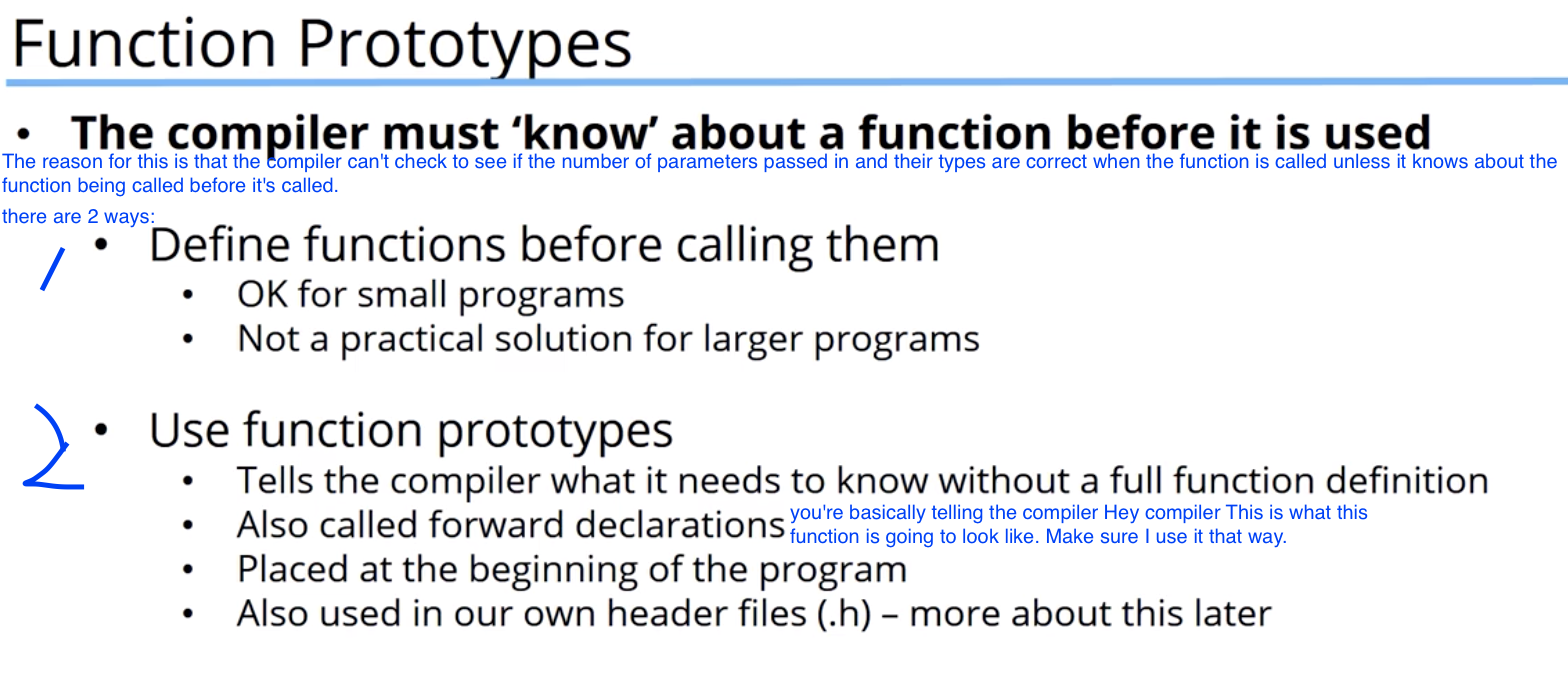 Function Prototypes
• The compiler must ‘know’ about a function before it is used
The reason for this is that the compiler can't check to see if the number of parameters passed in and their types are correct when the function is called unless it knows about the
function being called before it's called.
there are 2 ways:
1 • Define functions before calling them
• OK for small programs
• Not a practical solution for larger programs
2 • Use function prototypes
• Tells the compiler what it needs to know without a full function definition
• Also called forward declarations
you're basically telling the compiler Hey compiler This is what this
function is going to look like. Make sure I use it that way.
• Placed at the beginning of the program
• Also used in our own header files (.h) – more about this later